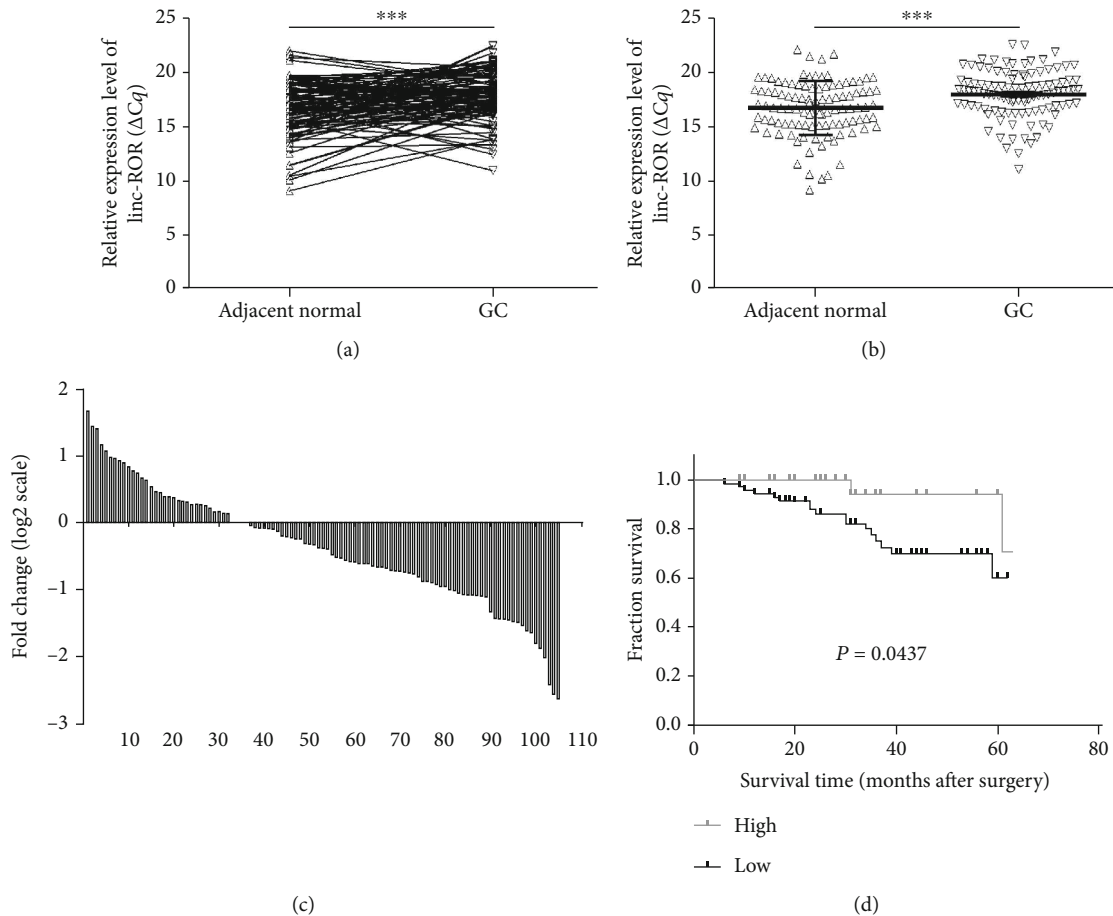 Relative expression level of
linc-ROR (ΔCq)
25
20
15
10
5
0
***
Adjacent normal
GC
(a)
Relative expression level of
linc-ROR (ΔCq)
25
20
15
10
5
0
***
Adjacent normal
GC
(b)
Fold change (log2 scale)
2
1
0
−1
−2
−3
10 20 30 40 50 60 70 80 90 100 110
(c)
Fraction survival
1.0
0.8
0.6
0.4
0.2
0.0
P = 0.0437
0 20 40 60 80
Survival time (months after surgery)
High
Low
(d)